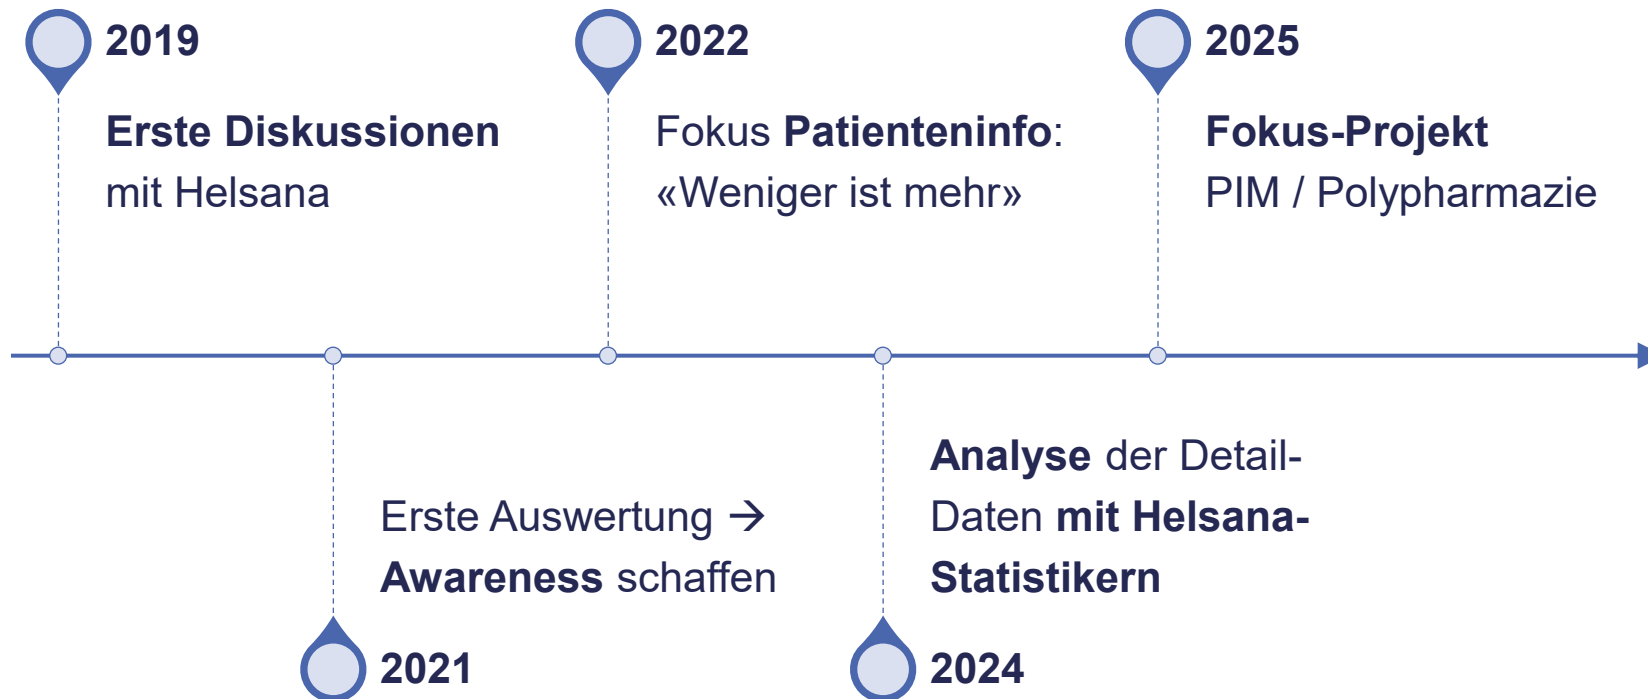 2019
Erste Diskussionen
mit Helsana
2021
Erste Auswertung →
Awareness schaffen
2022
Fokus Patienteninfo:
«Weniger ist mehr»
2024
Analyse der Detail-
Daten mit Helsana-
Statistikern
2025
Fokus-Projekt
PIM / Polypharmazie